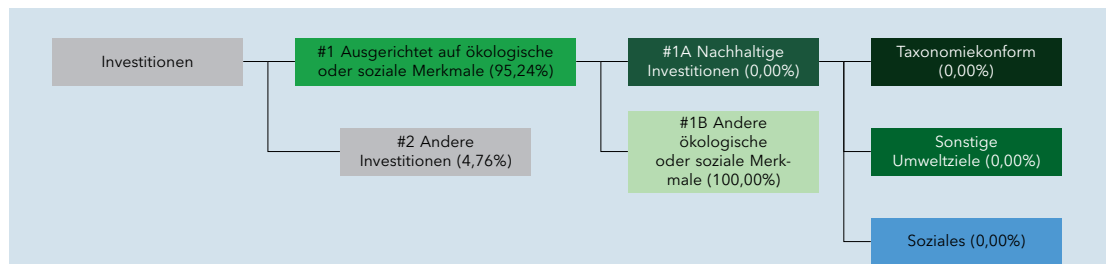 Investitionen
#1 Ausgerichtet auf ökologische
oder soziale Merkmale (95,24%)
#1A Nachhaltige
Investitionen (0,00%)
Taxonomiekonform
(0,00%)
#2 Andere
Investitionen (4,76%)
#1B Andere
ökologische
oder soziale Merk-
male (100,00%)
Sonstige
Umweltziele (0,00%)
Soziales (0,00%)